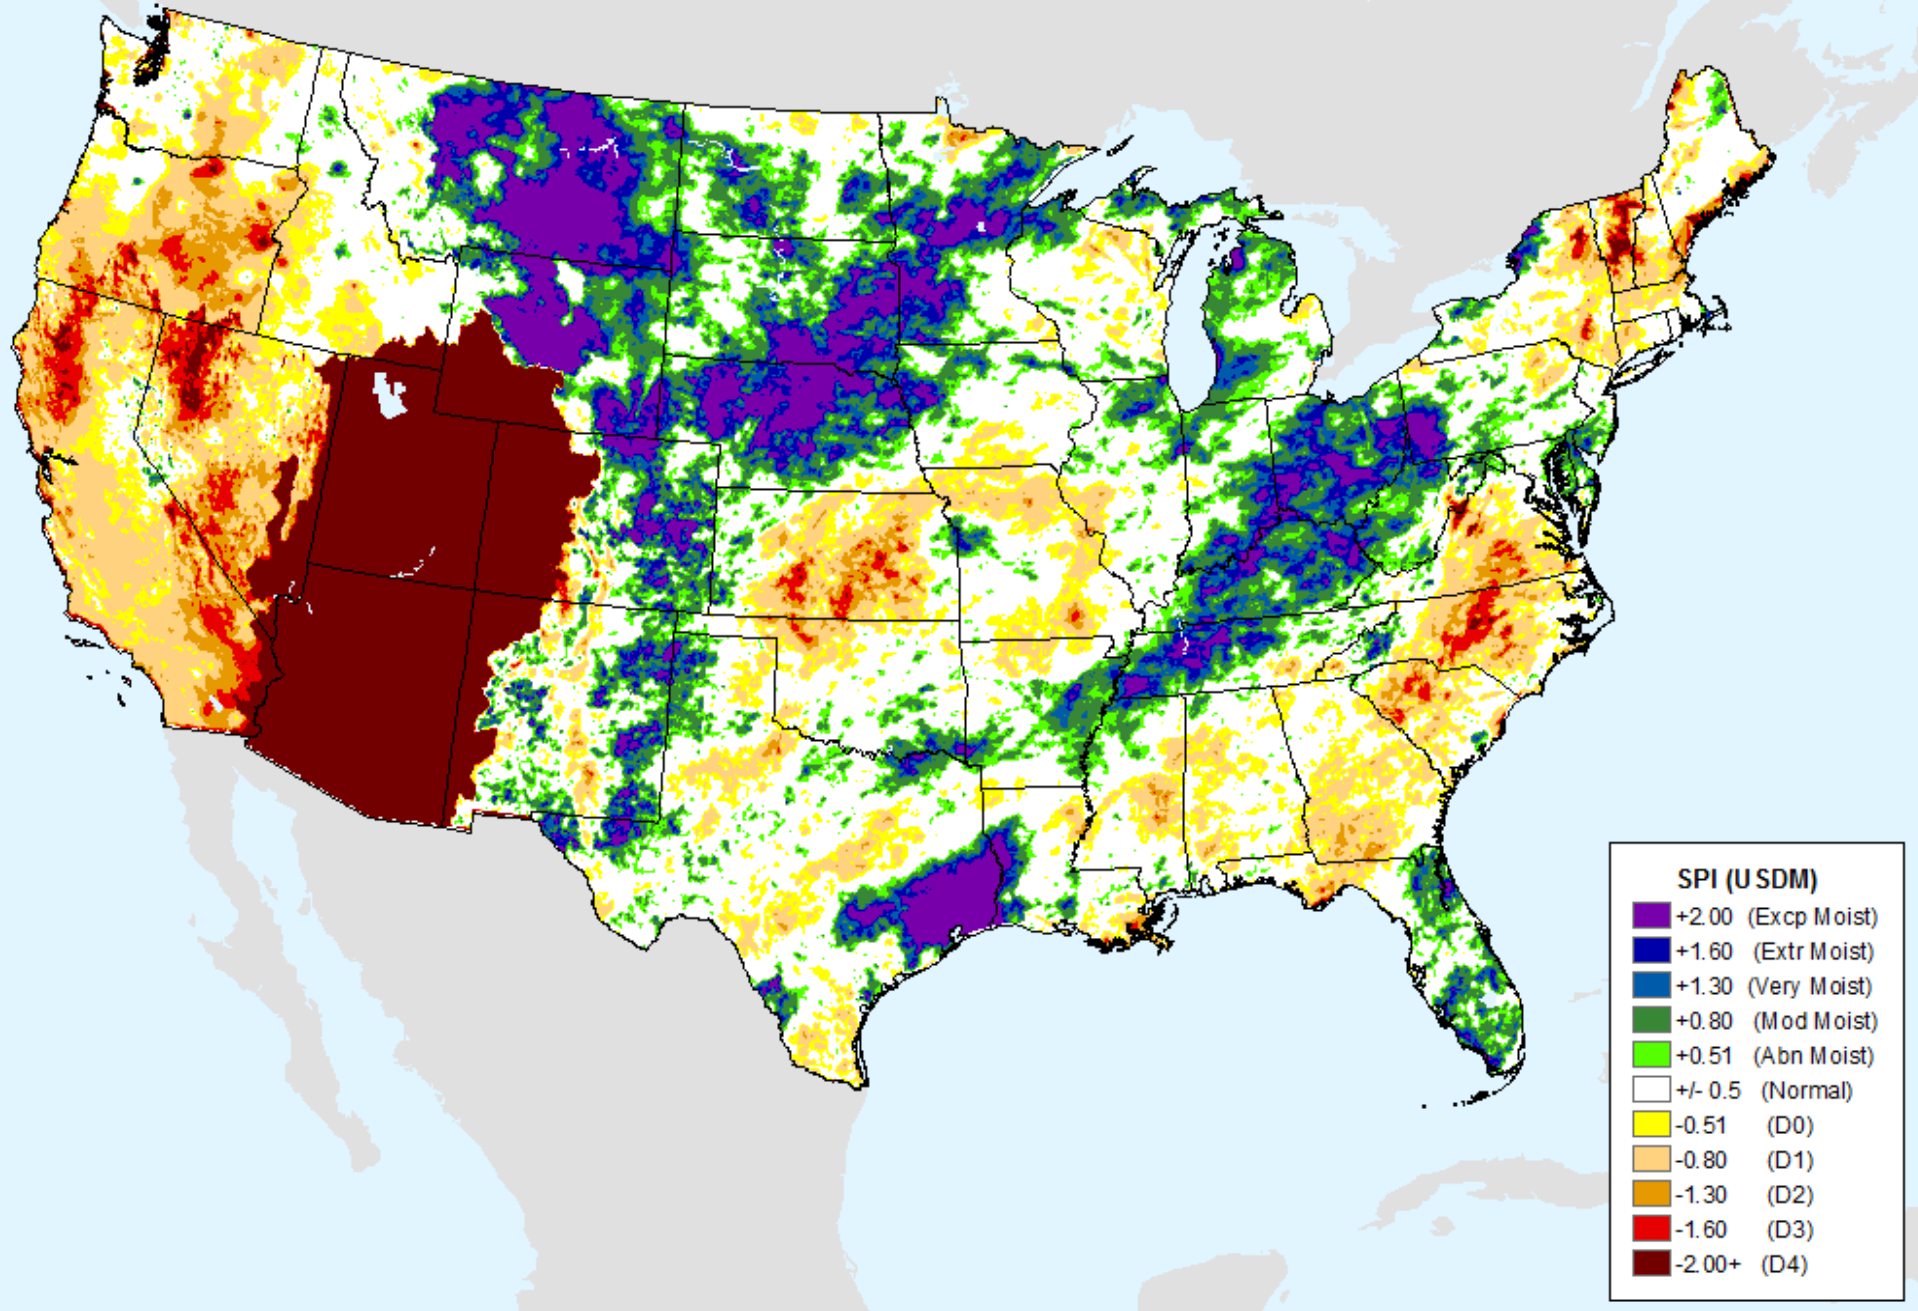 SPI (USDM)
+2.00 (Excp Moist)
+1.60 (Extr Moist)
+1.30 (Very Moist)
+0.80 (Mod Moist)
+0.51 (Abn Moist)
+/- 0.5 (Normal)
-0.51 (D0)
-0.80 (D1)
-1.30 (D2)
-1.60 (D3)
-2.00+ (D4)